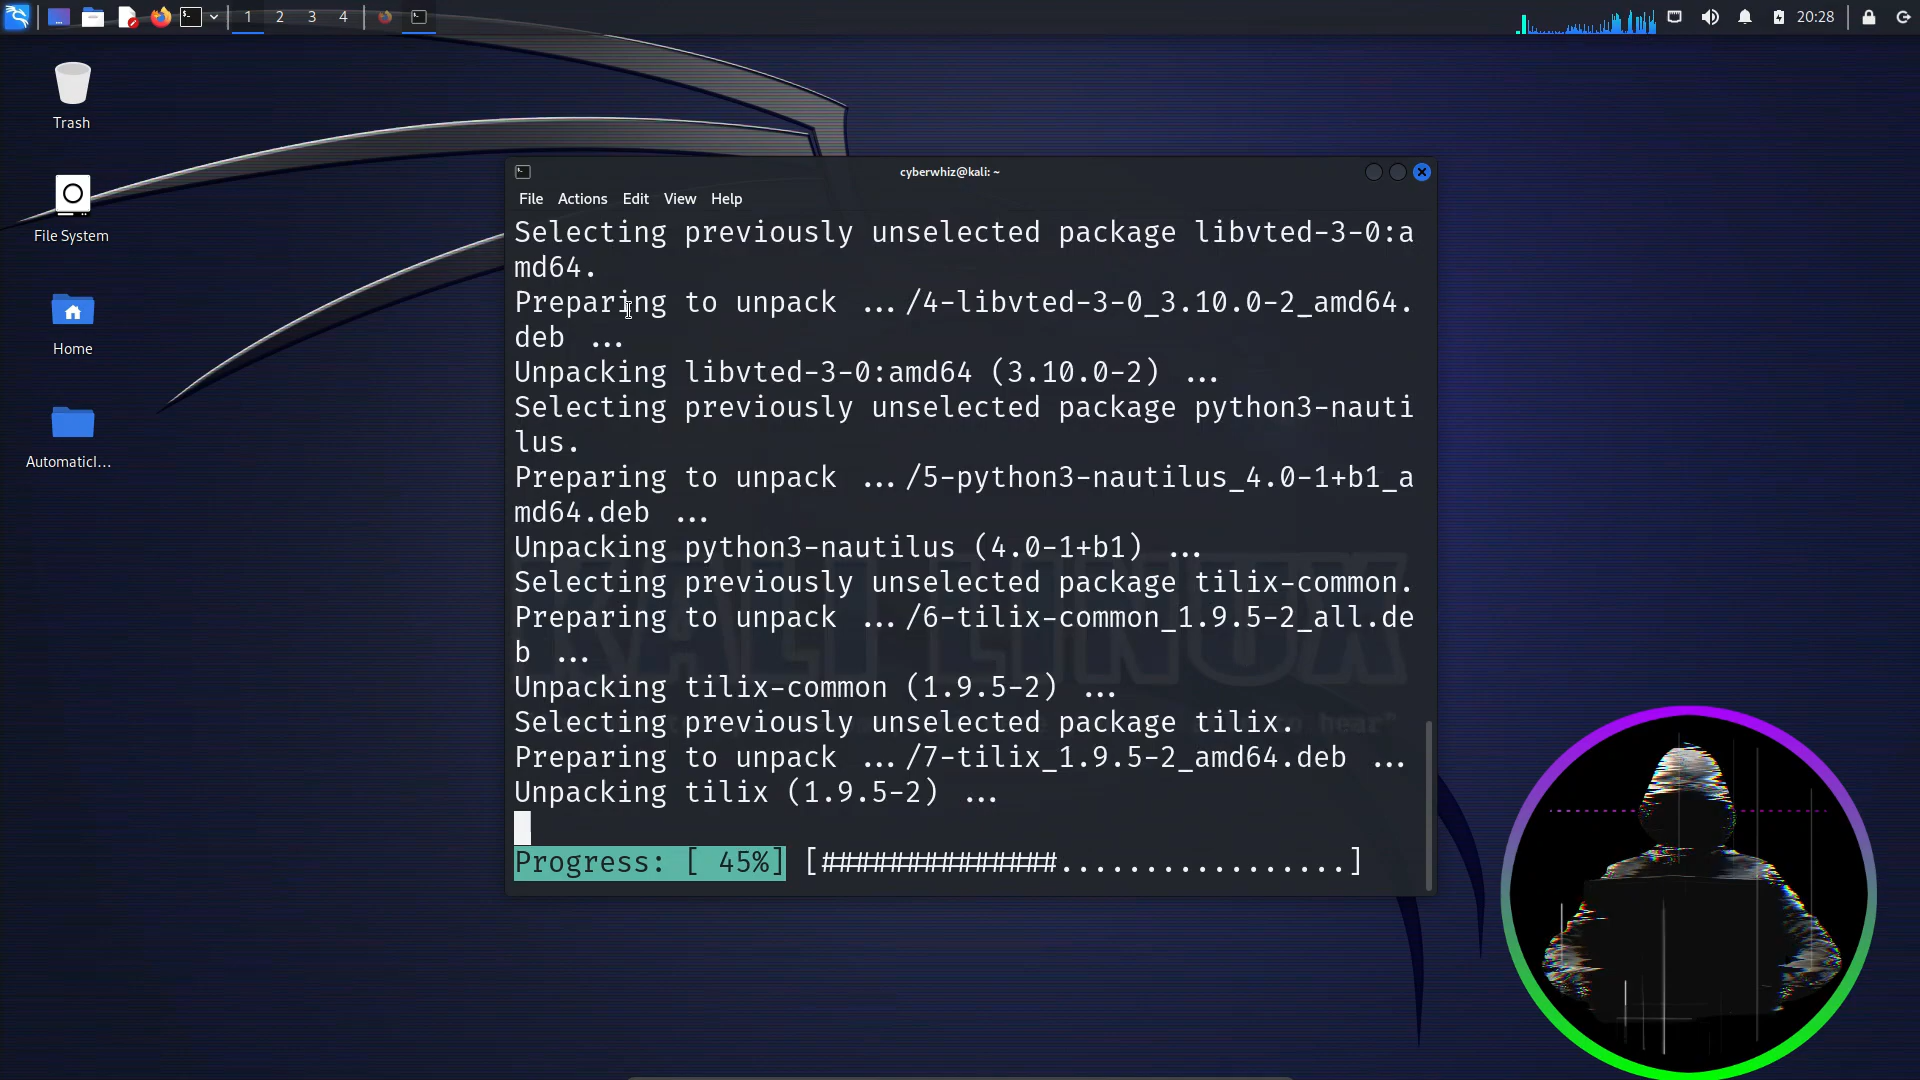 1 2 3 4 20:28
Trash
File System
Home
Automaticl...
cyberwhiz@kali: ~
File Actions Edit View Help
Selecting previously unselected package libvted-3-0:a
md64.
Preparing to unpack .../4-libvted-3-0_3.10.0-2_amd64.
deb ...
Unpacking libvted-3-0:amd64 (3.10.0-2) ...
Selecting previously unselected package python3-nauti
lus.
Preparing to unpack .../5-python3-nautilus_4.0-1+b1_a
md64.deb ...
Unpacking python3-nautilus (4.0-1+b1) ...
Selecting previously unselected package tilix-common.
Preparing to unpack .../6-tilix-common_1.9.5-2_all.de
b ...
Unpacking tilix-common (1.9.5-2) ...
Selecting previously unselected package tilix.
Preparing to unpack .../7-tilix_1.9.5-2_amd64.deb ...
Unpacking tilix (1.9.5-2) ...
Progress: [ 45%] [##############.................]
KALI LINUX
hear"